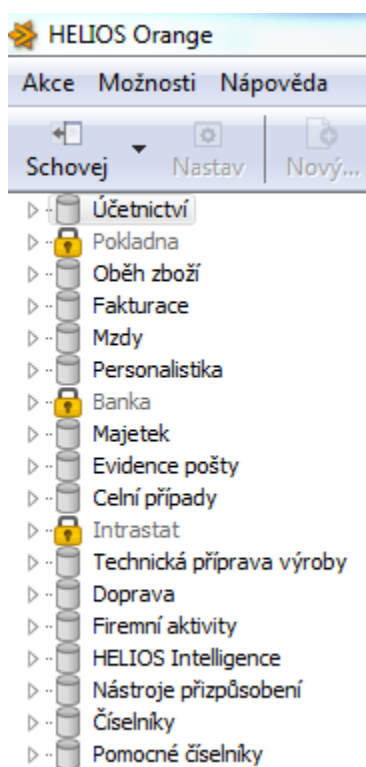 HELIOS Orange
Akce Možnosti Nápověda
Schovej Nastav Nový...
Účetnictví
Pokladna
Oběh zboží
Fakturace
Mzdy
Personalistika
Banka
Majetek
Evidence pošty
Celní případy
Intrastat
Technická příprava výroby
Doprava
Firemní aktivity
HELIOS Intelligence
Nástroje přizpůsobení
Číselníky
Pomocné číselníky